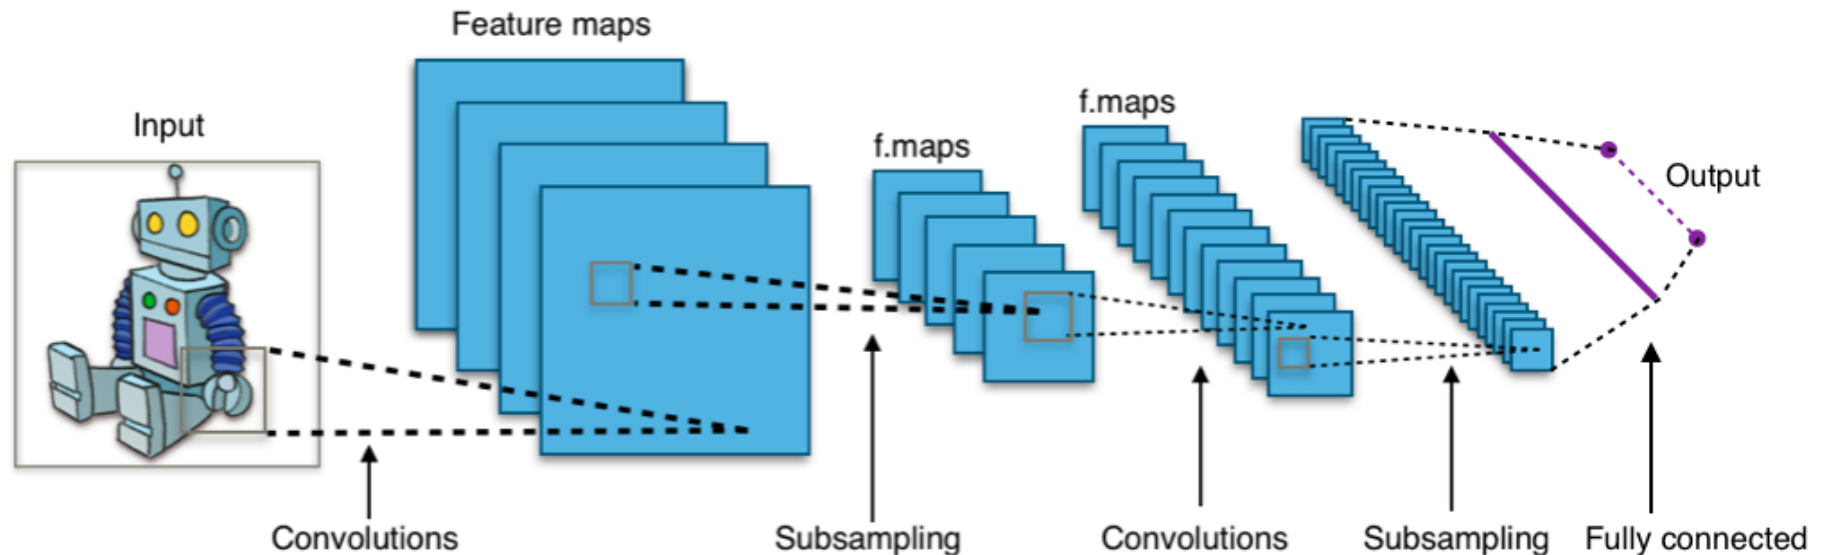 Feature maps
f.maps
Input
f.maps
Output
Convolutions
Subsampling
Convolutions
Subsampling
Fully connected